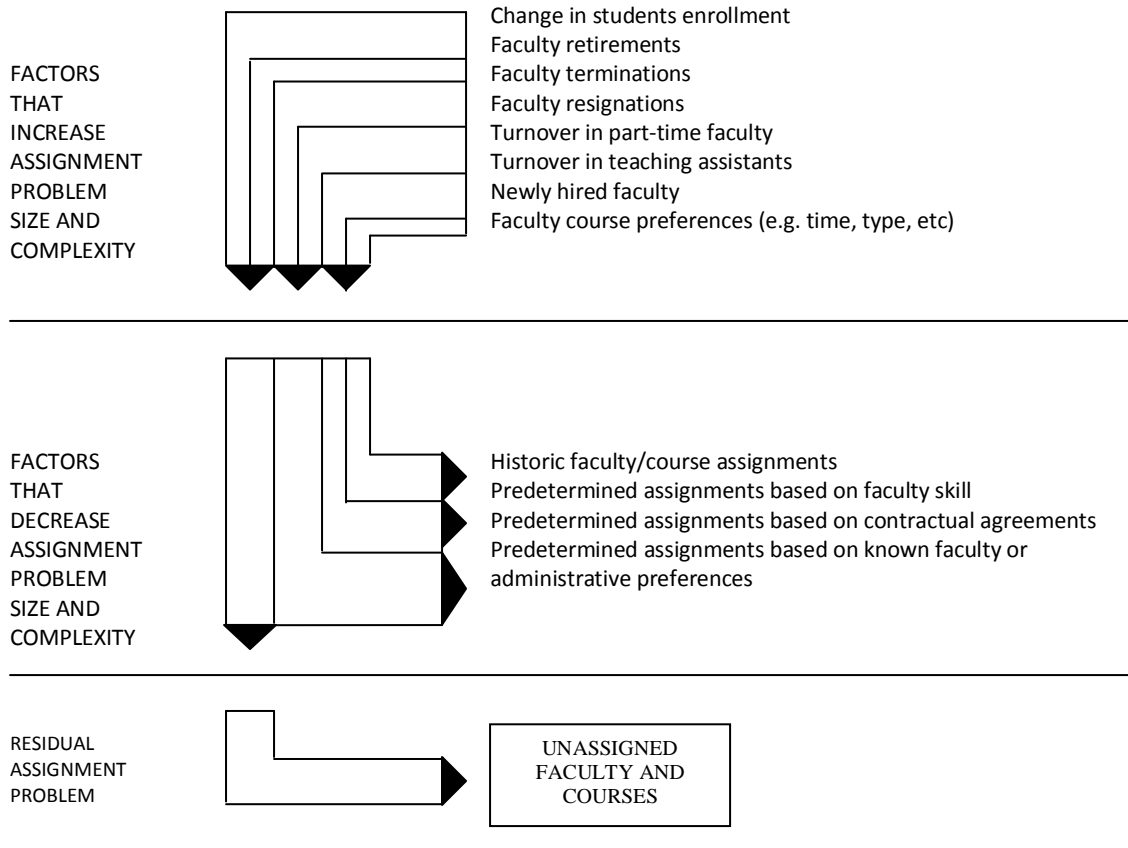 FACTORS
THAT
INCREASE
ASSIGNMENT
PROBLEM
SIZE AND
COMPLEXITY
Change in students enrollment
Faculty retirements
Faculty terminations
Faculty resignations
Turnover in part-time faculty
Turnover in teaching assistants
Newly hired faculty
Faculty course preferences (e.g. time, type, etc)
FACTORS
THAT
DECREASE
ASSIGNMENT
PROBLEM
SIZE AND
COMPLEXITY
Historic faculty/course assignments
Predetermined assignments based on faculty skill
Predetermined assignments based on contractual agreements
Predetermined assignments based on known faculty or
administrative preferences
RESIDUAL
ASSIGNMENT
PROBLEM
UNASSIGNED
FACULTY AND
COURSES